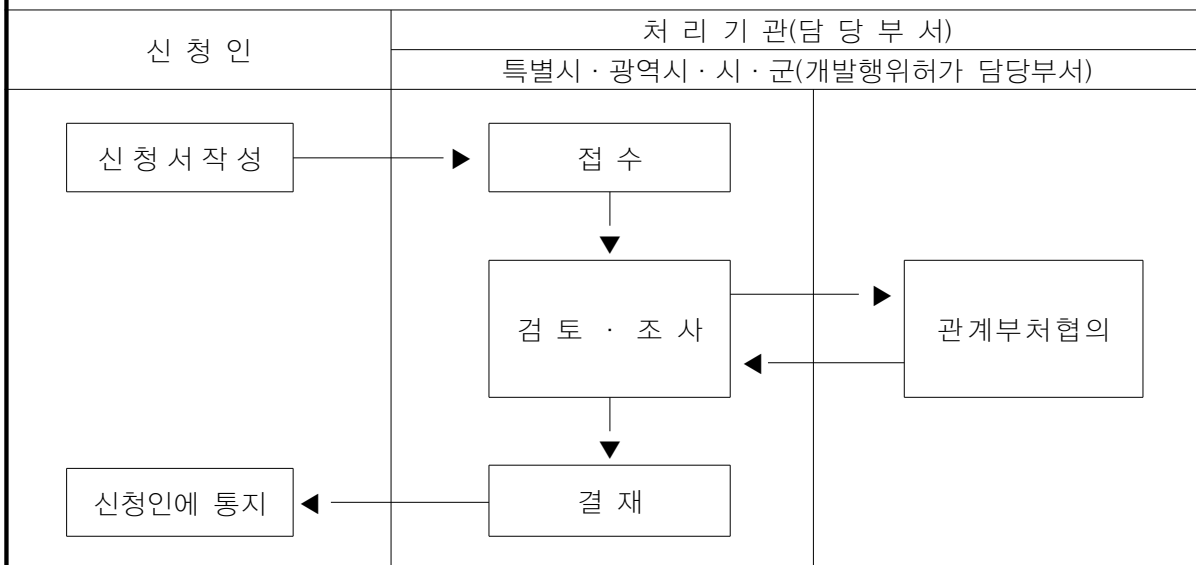 신 청 인
처 리 기 관(담 당 부 서)
특별시 · 광역시 · 시 · 군(개발행위허가 담당부서)
신 청 서 작 성
접 수
검 토 · 조 사
관계부처협의
신청인에 통지
결 재